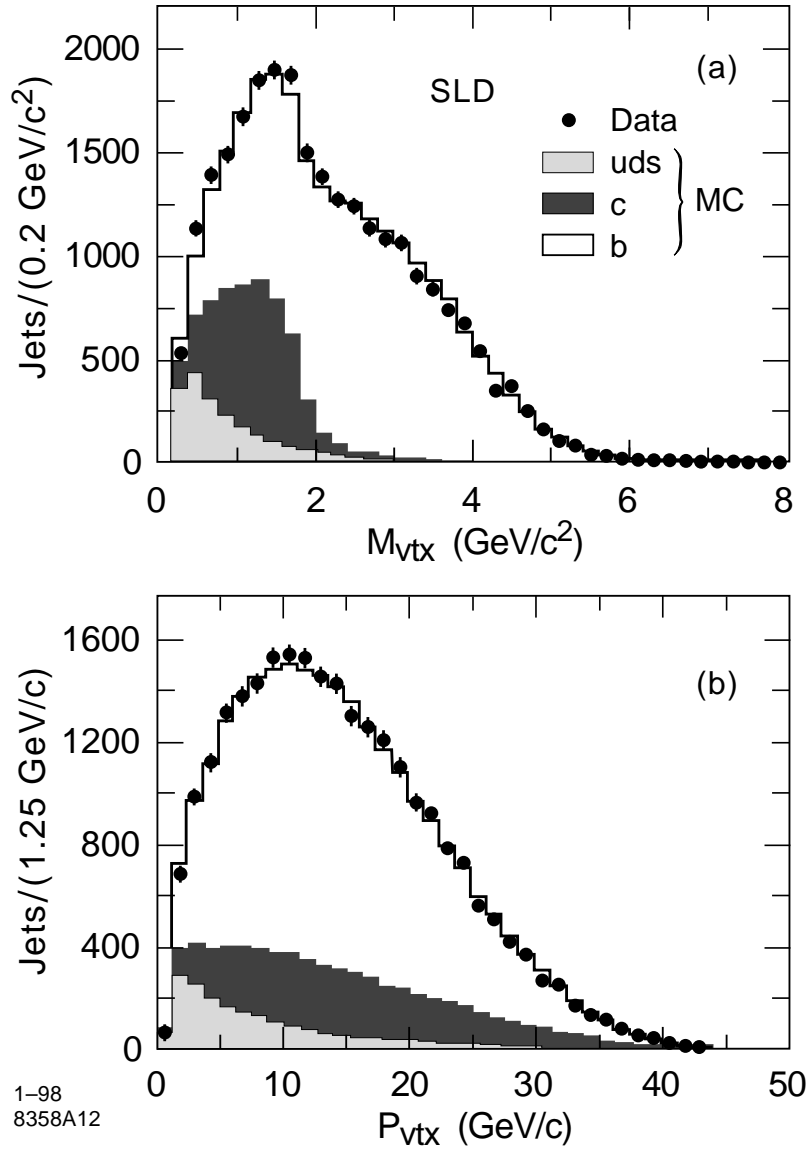 2000
1500
1000
500
0
Jets/(0.2 GeV/c²)
(a)
SLD
Data
uds
c
b
MC
0 2 4 6 8
Mvtx (GeV/c²)
1600
1200
800
400
0
Jets/(1.25 GeV/c)
(b)
0 10 20 30 40 50
Pvtx (GeV/c)
1–98
8358A12